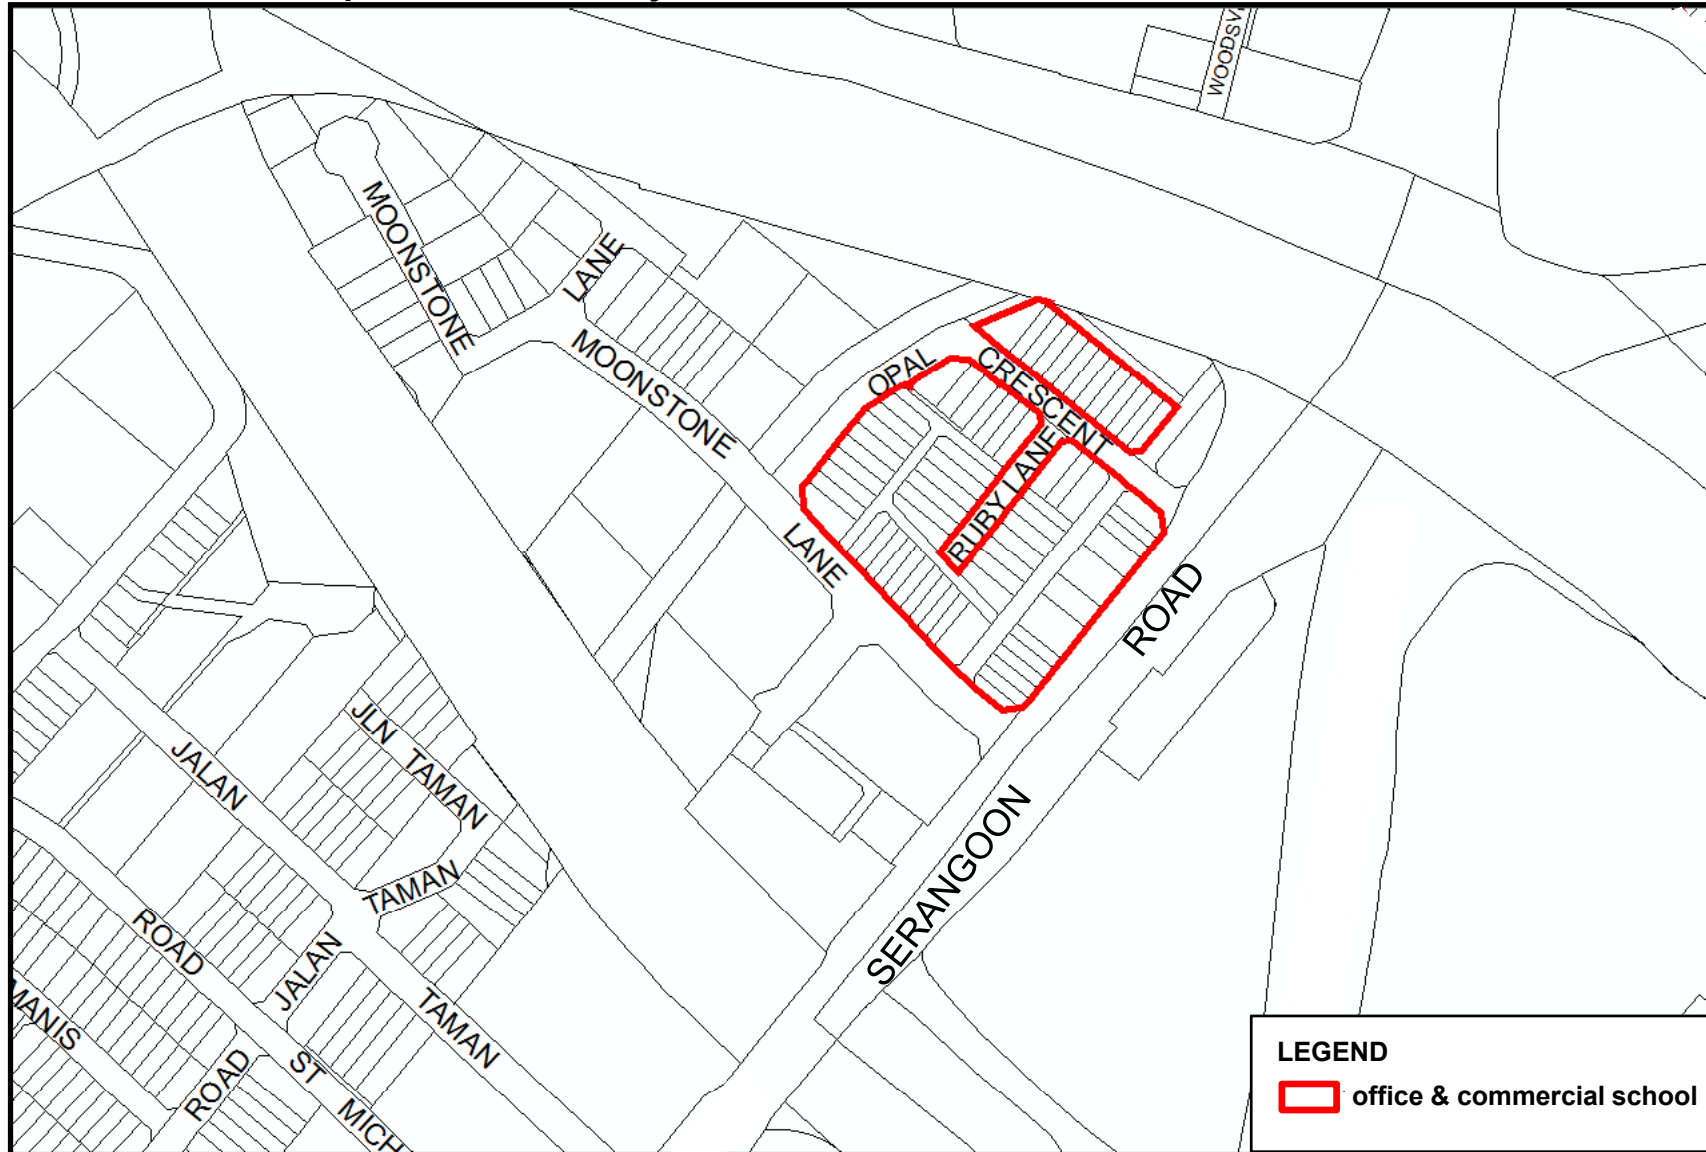 WOODSV
MOONSTONE
LANE
MOONSTONE
LANE
OPAL
CRESCENT
RUBY LANE
ROAD
SERANGOON
JLN TAMAN
JALAN
TAMAN
TAMAN
JALAN
ROAD
MANIS
ROAD
ST
MICH
LEGEND
office & commercial school